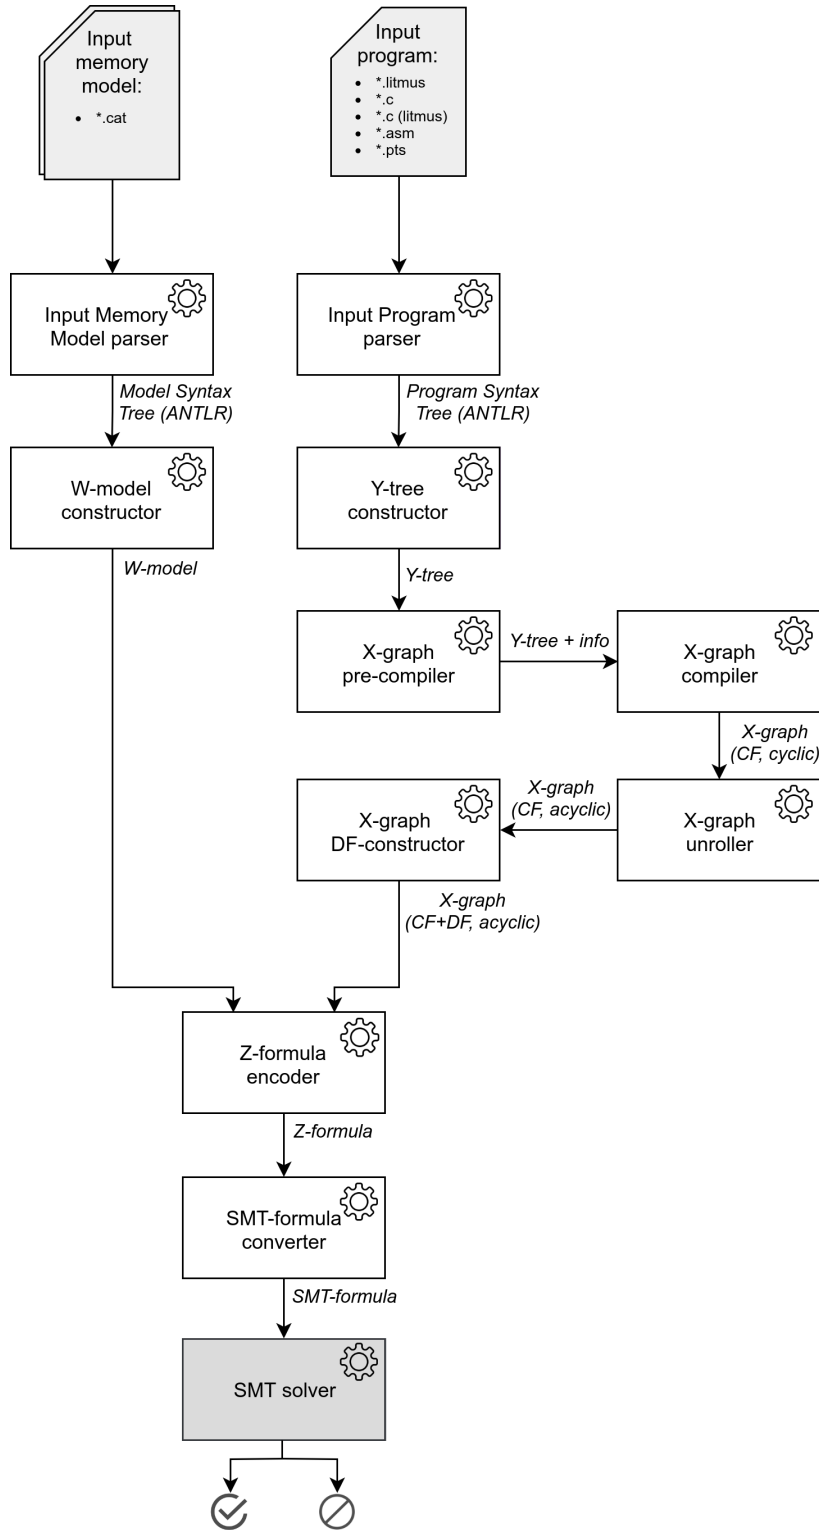 Input
memory
model:
• *.cat
Input
program:
• *.litmus
• *.c
• *.c (litmus)
• *.asm
• *.pts
Input Memory
Model parser
Input Program
parser
Model Syntax
Tree (ANTLR)
Program Syntax
Tree (ANTLR)
W-model
constructor
Y-tree
constructor
W-model
Y-tree
X-graph
pre-compiler
Y-tree + info
X-graph
compiler
X-graph
(CF, cyclic)
X-graph
DF-constructor
X-graph
(CF, acyclic)
X-graph
unroller
X-graph
(CF+DF, acyclic)
Z-formula
encoder
Z-formula
SMT-formula
converter
SMT-formula
SMT solver